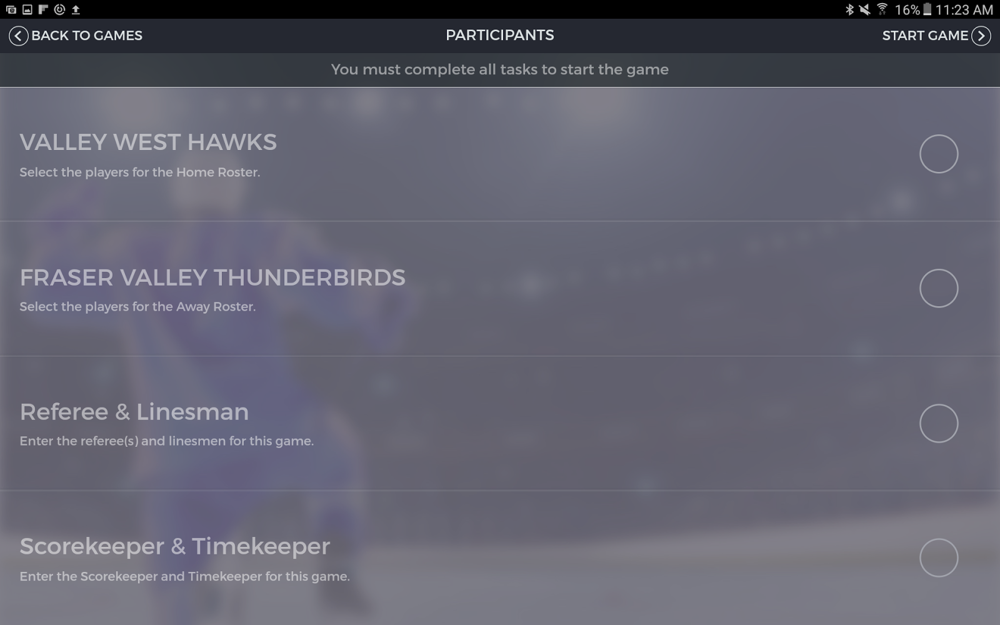 16% 11:23 AM
BACK TO GAMES
PARTICIPANTS
START GAME
You must complete all tasks to start the game
VALLEY WEST HAWKS
Select the players for the Home Roster.
FRASER VALLEY THUNDERBIRDS
Select the players for the Away Roster.
Referee & Linesman
Enter the referee(s) and linesmen for this game.
Scorekeeper & Timekeeper
Enter the Scorekeeper and Timekeeper for this game.